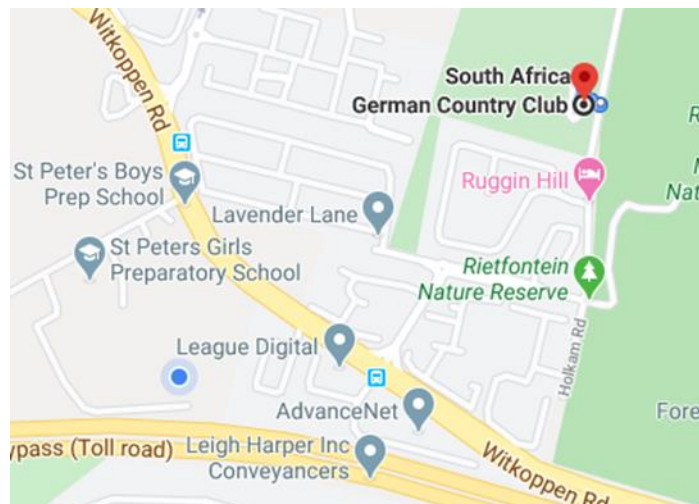 Witkoppen Rd
South Africa
German Country Club
St Peter's Boys
Prep School
Ruggin Hill
Lavender Lane
St Peters Girls
Preparatory School
Rietfontein
Nature Reserve
League Digital
Holkam Rd
AdvanceNet
Fore
ypass (Toll road)
Leigh Harper Inc
Conveyancers
Witkoppen Rd
R
N
Nat